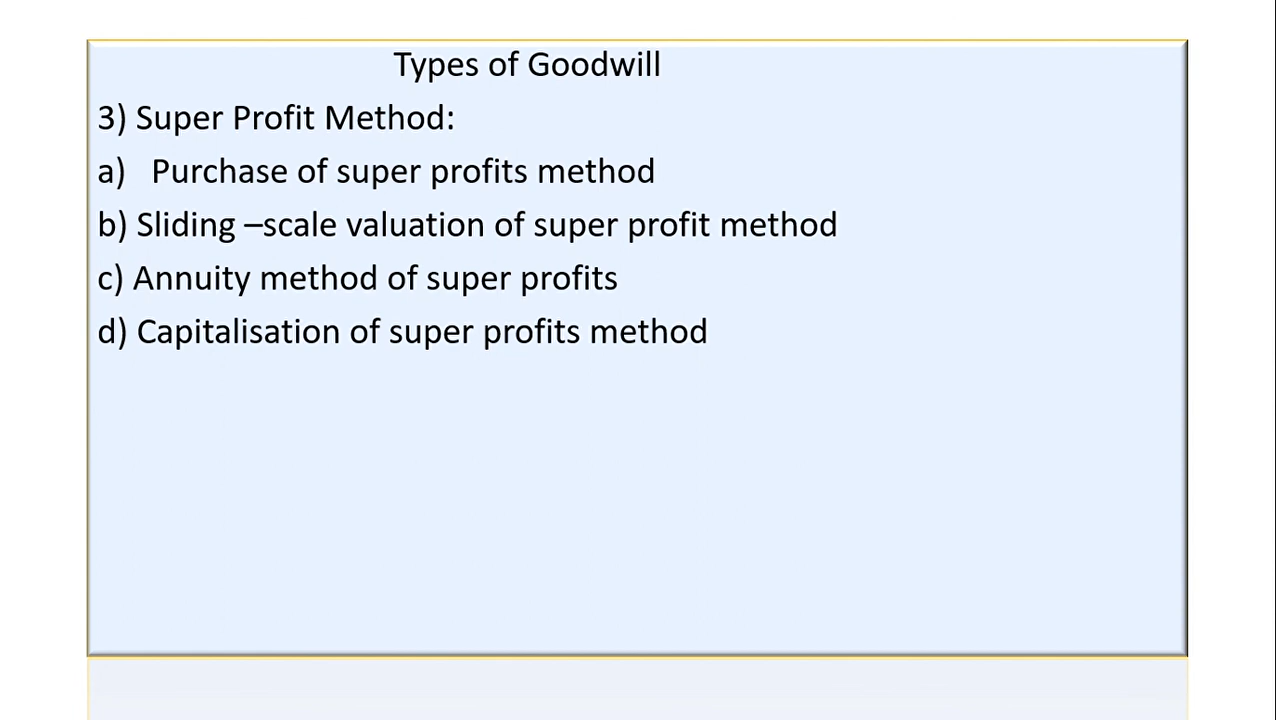 Types of Goodwill
3) Super Profit Method:
a) Purchase of super profits method
b) Sliding –scale valuation of super profit method
c) Annuity method of super profits
d) Capitalisation of super profits method